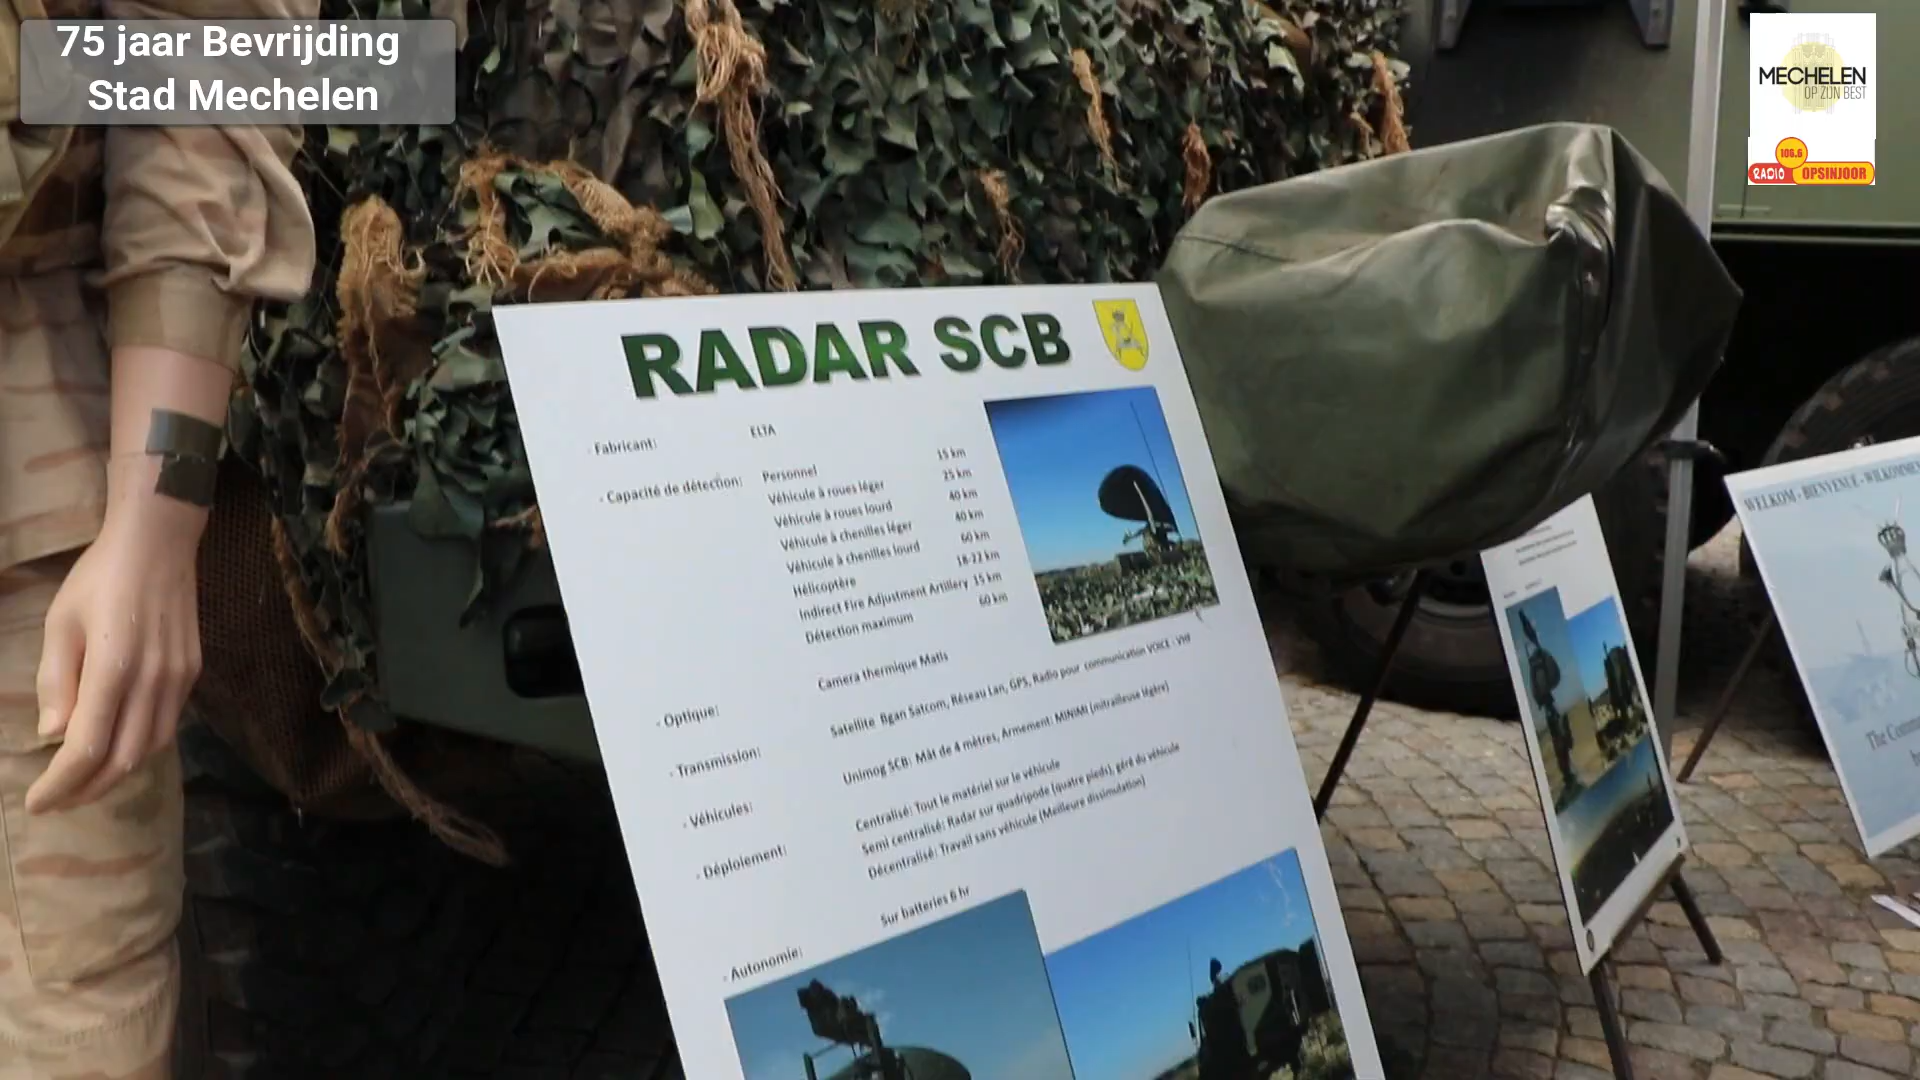 75 jaar Bevrijding
Stad Mechelen
MECHELEN
OP ZIJN BEST
106.6
RADIO OPSINJOOR
RADAR SCB
- Fabricant: ELTA
- Capacité de détection: Personnel 15 km
Véhicule à roues léger 25 km
Véhicule à roues lourd 40 km
Véhicule à chenilles léger 40 km
Véhicule à chenilles lourd 60 km
Hélicoptère 18-22 km
Indirect Fire Adjustment Artillery 15 km
Détection maximum 60 km
- Optique: Camera thermique Matis
- Transmission: Satellite Bgan Satcom, Réseau Lan, GPS, Radio pour communication VOICE - VHF
- Véhicules: Unimog SCB: Mât de 4 mètres, Armement: MINIMI (mitrailleuse légère)
- Déploiement: Centralisé: Tout le matériel sur le véhicule
Semi centralisé: Radar sur quadripode (quatre pieds), géré du véhicule
Décentralisé: Travail sans véhicule (Meilleure dissimulation)
- Autonomie: Sur batteries 6 hr
WELKOM - BIENVENUE - WILKOMMEN
The Comm